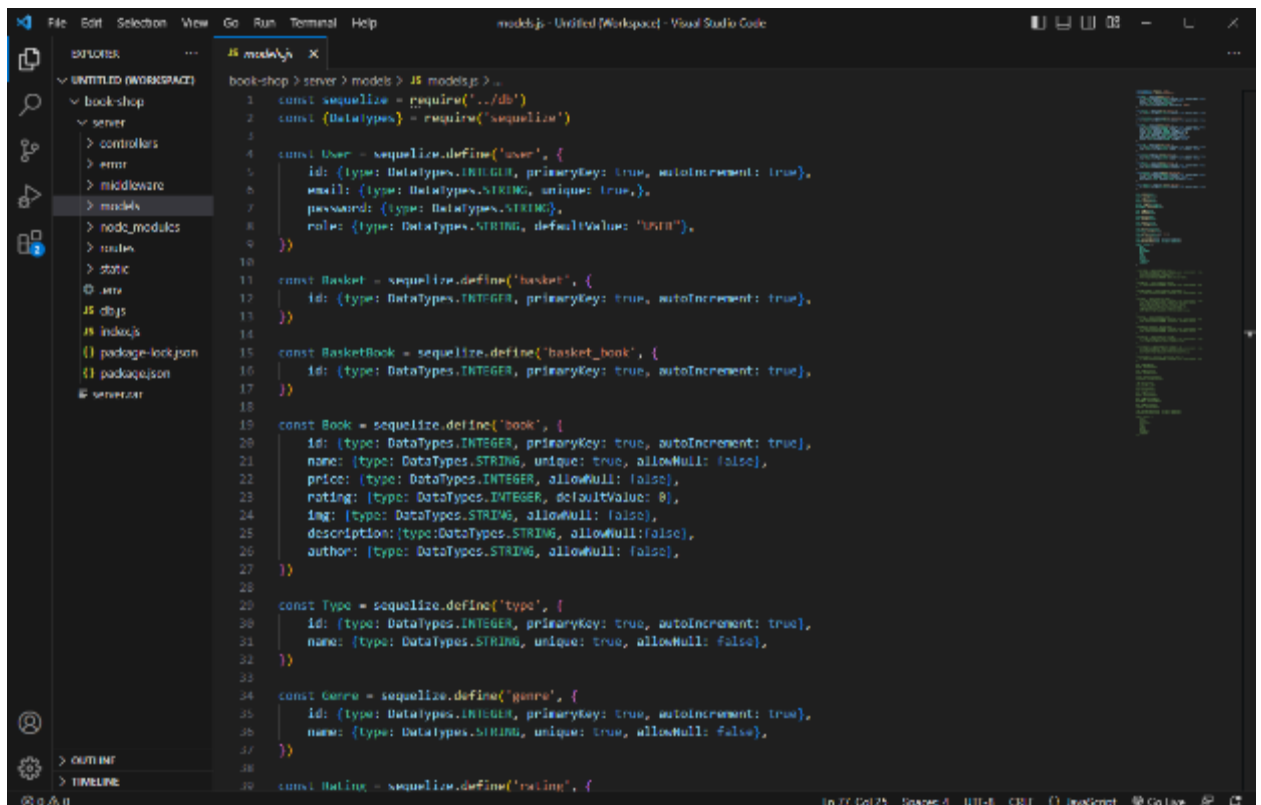 File Edit Selection View Go Run Terminal Help
models.js - Untitled (Workspace) - Visual Studio Code
EXPLORER ...
JS models.js X
...
UNTITLED (WORKSPACE)
book-shop > server > models > JS models.js > ...
book-shop
server
controllers
error
middleware
models
node_modules
routes
static
.env
JS db.js
JS index.js
{} package-lock.json
{} package.json
server.rar
1 const sequelize = require('../db')
2 const {DataTypes} = require('sequelize')
3
4 const User = sequelize.define('user', {
5 id: {type: DataTypes.INTEGER, primaryKey: true, autoIncrement: true},
6 email: {type: DataTypes.STRING, unique: true,},
7 password: {type: DataTypes.STRING},
8 role: {type: DataTypes.STRING, defaultValue: "USER"},
9 })
10
11 const Basket = sequelize.define('basket', {
12 id: {type: DataTypes.INTEGER, primaryKey: true, autoIncrement: true},
13 })
14
15 const BasketBook = sequelize.define('basket_book', {
16 id: {type: DataTypes.INTEGER, primaryKey: true, autoIncrement: true},
17 })
18
19 const Book = sequelize.define('book', {
20 id: {type: DataTypes.INTEGER, primaryKey: true, autoIncrement: true},
21 name: {type: DataTypes.STRING, unique: true, allowNull: false},
22 price: {type: DataTypes.INTEGER, allowNull: false},
23 rating: {type: DataTypes.INTEGER, defaultValue: 0},
24 img: {type: DataTypes.STRING, allowNull: false},
25 description:{type:DataTypes.STRING, allowNull:false},
26 author: {type: DataTypes.STRING, allowNull: false},
27 })
28
29 const Type = sequelize.define('type', {
30 id: {type: DataTypes.INTEGER, primaryKey: true, autoIncrement: true},
31 name: {type: DataTypes.STRING, unique: true, allowNull: false},
32 })
33
34 const Genre = sequelize.define('genre', {
35 id: {type: DataTypes.INTEGER, primaryKey: true, autoIncrement: true},
36 name: {type: DataTypes.STRING, unique: true, allowNull: false},
37 })
38
39 const Rating = sequelize.define('rating', {
2
OUTLINE
TIMELINE
0 0
Ln 77, Col 25 Spaces: 4 UTF-8 CRLF {} JavaScript Go Live